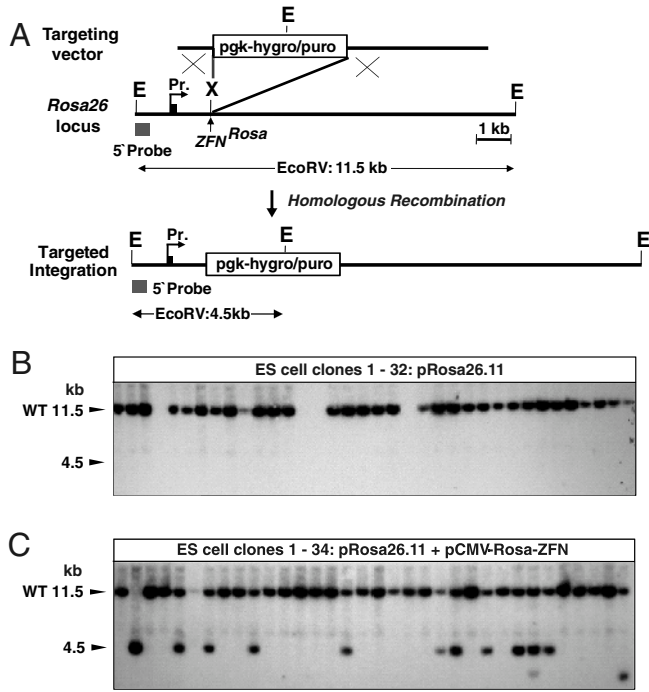 A
Targeting
vector
E
pgk-hygro/puro
Rosa26
locus
E
Pr.
X
E
ZFN Rosa
1 kb
5`Probe
EcoRV: 11.5 kb
Homologous Recombination
Targeted
Integration
E
Pr.
E
E
pgk-hygro/puro
5`Probe
EcoRV:4.5kb
B
ES cell clones 1 - 32: pRosa26.11
kb
WT 11.5
4.5
C
ES cell clones 1 - 34: pRosa26.11 + pCMV-Rosa-ZFN
kb
WT 11.5
4.5